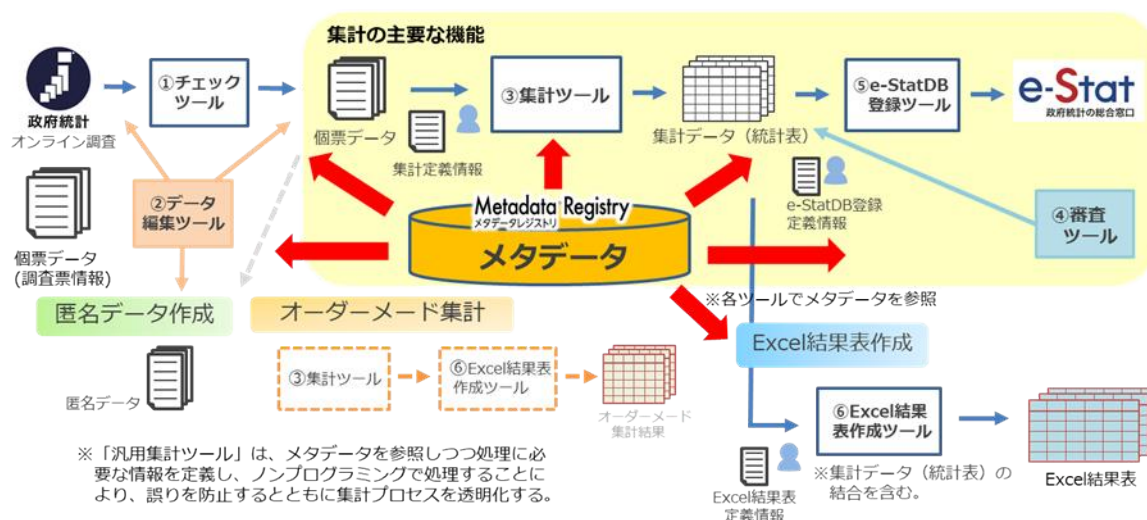 集計の主要な機能
政府統計
オンライン調査
①チェック
ツール
個票データ
集計定義情報
③集計ツール
集計データ（統計表）
⑤e-StatDB
登録ツール
e-Stat
政府統計の総合窓口
e-StatDB登録
定義情報
④審査
ツール
②データ
編集ツール
個票データ
(調査票情報)
Metadata Registry
メタデータレジストリ
メタデータ
※各ツールでメタデータを参照
匿名データ作成
オーダーメード集計
Excel結果表作成
匿名データ
③集計ツール
⑥Excel結果表
作成ツール
オーダーメード
集計結果
⑥Excel結果
表作成ツール
※集計データ（統計表）の
結合を含む。
Excel結果表
定義情報
Excel結果表
※「汎用集計ツール」は、メタデータを参照しつつ処理に必
要な情報を定義し、ノンプログラミングで処理することに
より、誤りを防止するとともに集計プロセスを透明化する。